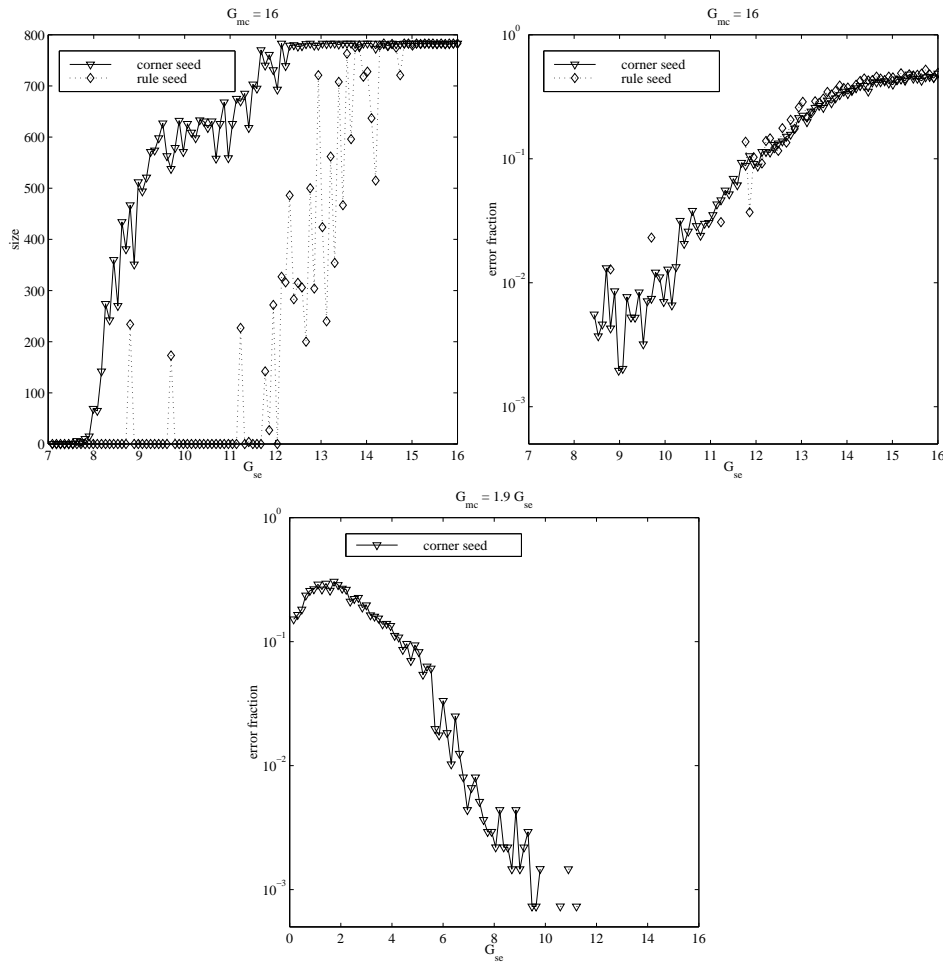 G_mc = 16
800
700
600
500
400
300
200
100
0
size
corner seed
rule seed
7 8 9 10 11 12 13 14 15 16
G_se
G_mc = 16
10^0
10^−1
10^−2
10^−3
error fraction
corner seed
rule seed
7 8 9 10 11 12 13 14 15 16
G_se
G_mc = 1.9 G_se
10^0
10^−1
10^−2
10^−3
error fraction
corner seed
0 2 4 6 8 10 12 14 16
G_se